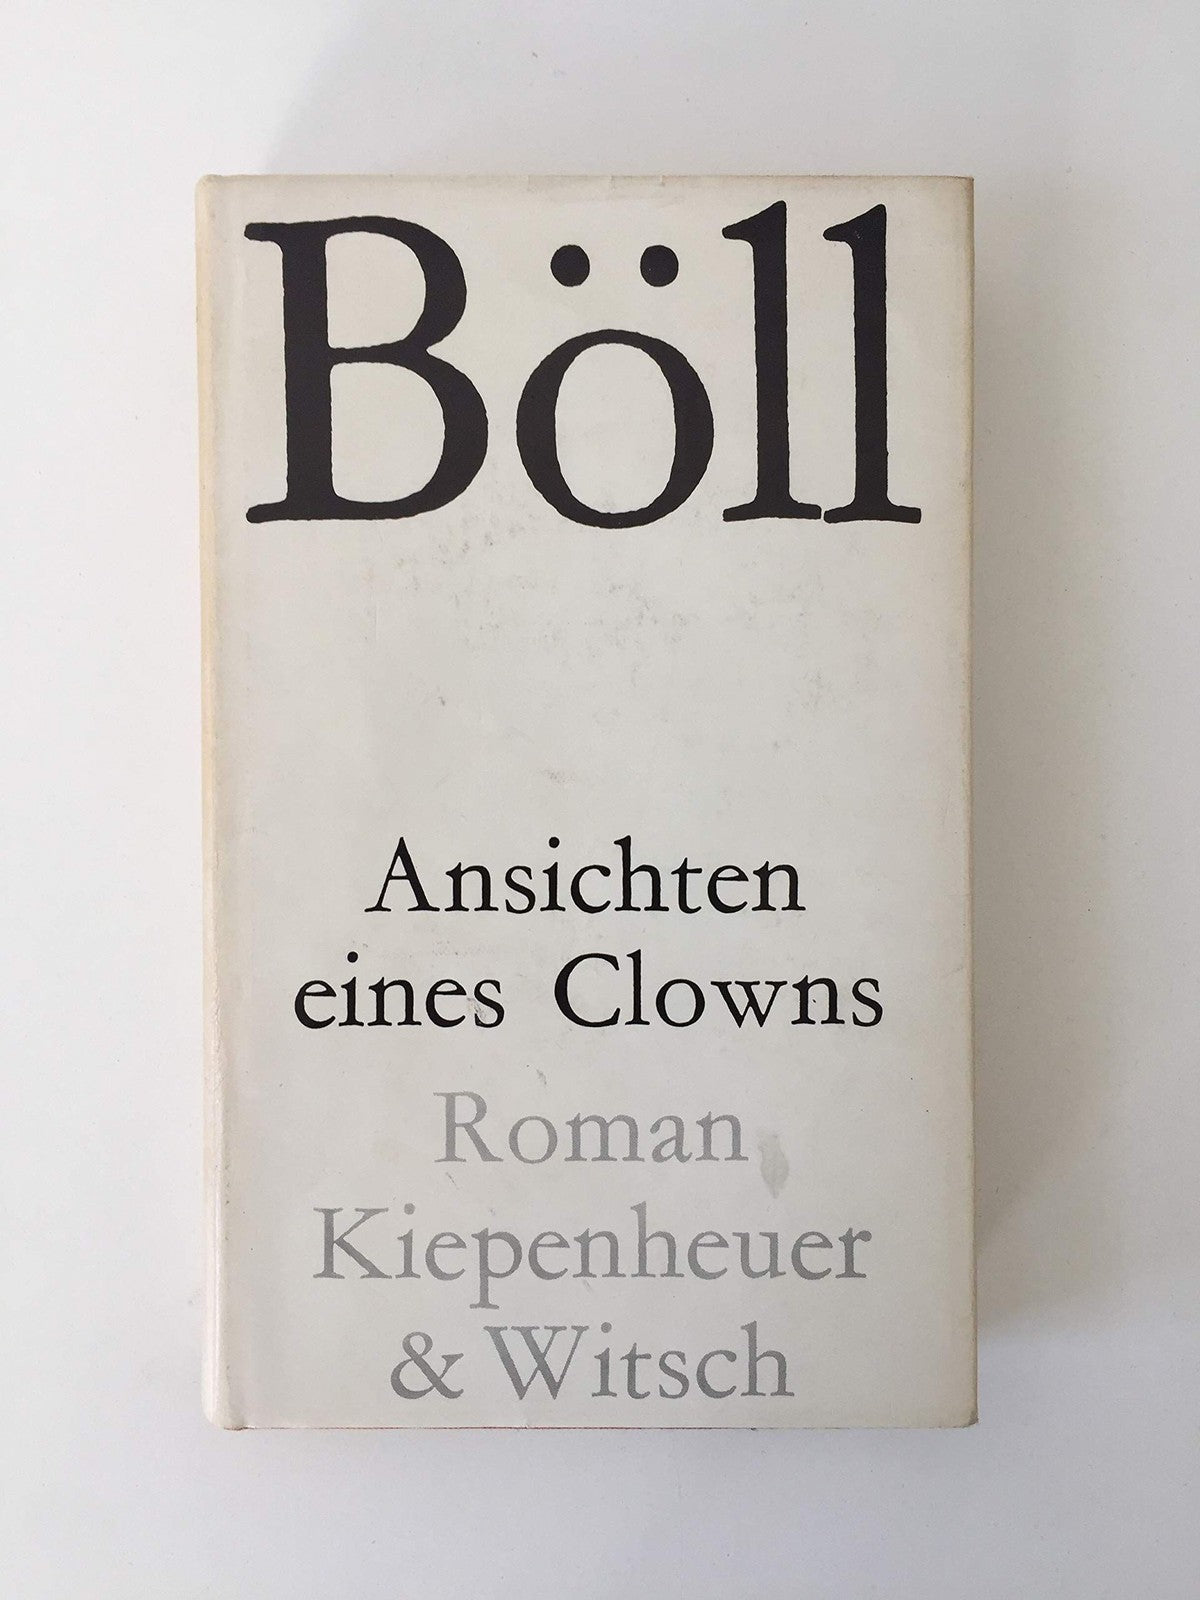 Böll
Ansichten
eines Clowns
Roman
Kiepenheuer
& Witsch